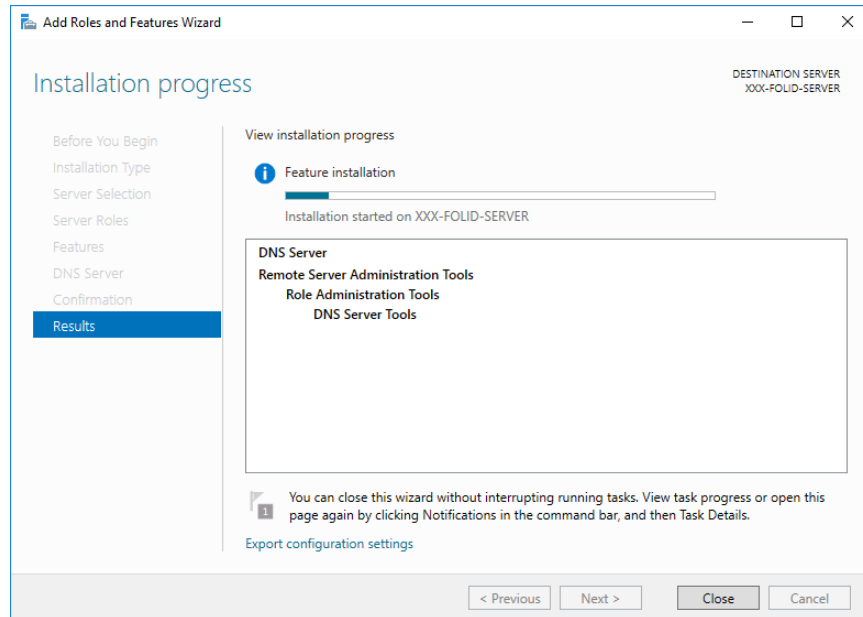 Add Roles and Features Wizard
Installation progress
DESTINATION SERVER
XXX-FOLID-SERVER
Before You Begin
Installation Type
Server Selection
Server Roles
Features
DNS Server
Confirmation
Results
View installation progress
Feature installation
Installation started on XXX-FOLID-SERVER
DNS Server
Remote Server Administration Tools
Role Administration Tools
DNS Server Tools
1
You can close this wizard without interrupting running tasks. View task progress or open this
page again by clicking Notifications in the command bar, and then Task Details.
Export configuration settings
< Previous
Next >
Close
Cancel